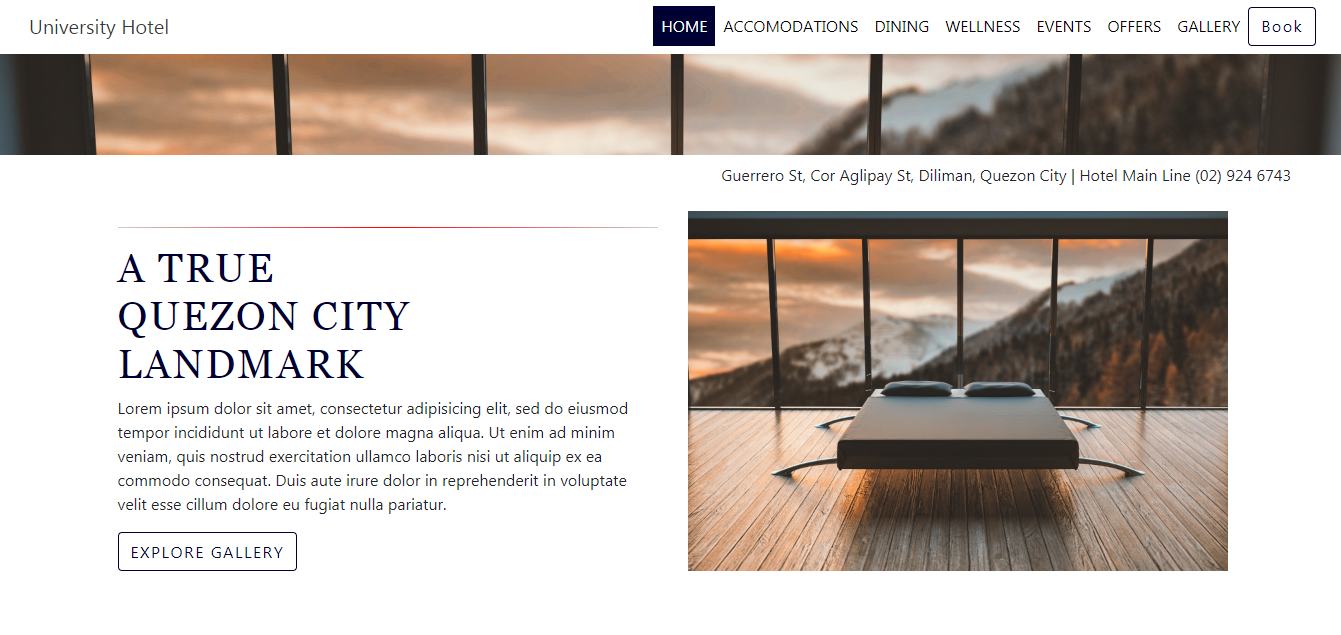 University Hotel
HOME ACCOMODATIONS DINING WELLNESS EVENTS OFFERS GALLERY Book
Guerrero St, Cor Aglipay St, Diliman, Quezon City | Hotel Main Line (02) 924 6743
A TRUE
QUEZON CITY
LANDMARK
Lorem ipsum dolor sit amet, consectetur adipisicing elit, sed do eiusmod
tempor incididunt ut labore et dolore magna aliqua. Ut enim ad minim
veniam, quis nostrud exercitation ullamco laboris nisi ut aliquip ex ea
commodo consequat. Duis aute irure dolor in reprehenderit in voluptate
velit esse cillum dolore eu fugiat nulla pariatur.
EXPLORE GALLERY